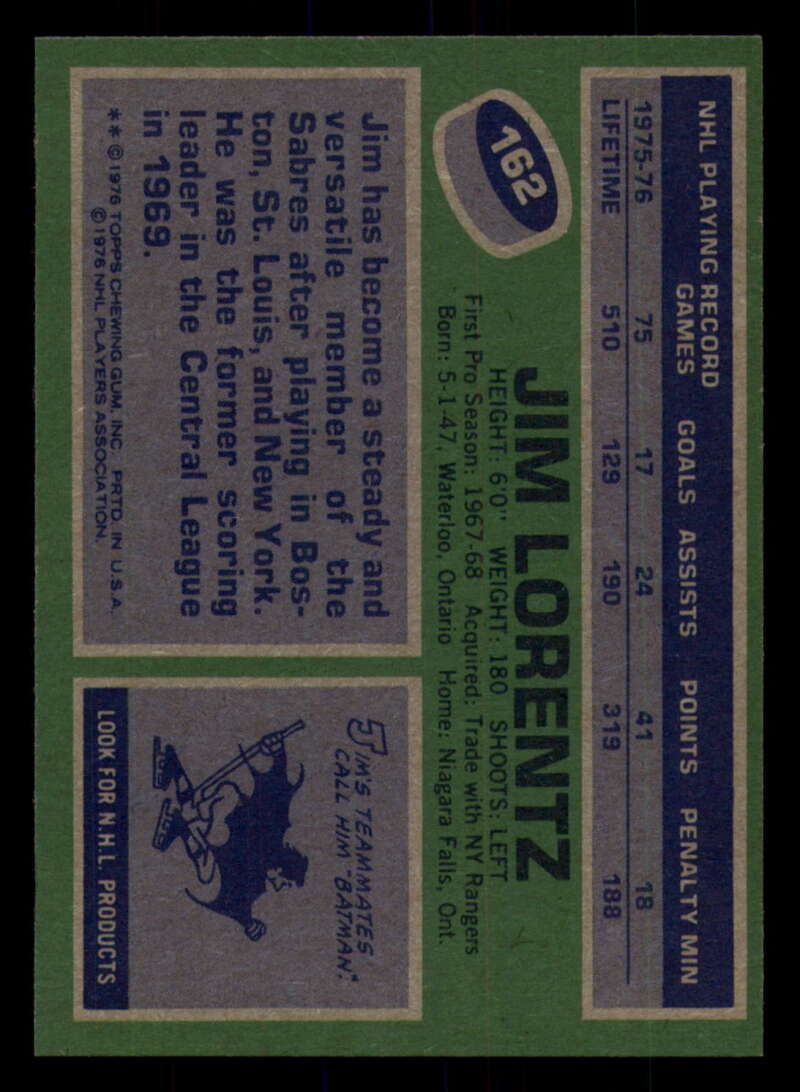 NHL PLAYING RECORD
GAMES GOALS ASSISTS POINTS PENALTY MIN
1975-76 75 17 24 41 18
LIFETIME 510 129 190 319 188
162
JIM LORENTZ
HEIGHT: 6'0" WEIGHT: 180 SHOOTS: LEFT
First Pro Season: 1967-68 Acquired: Trade with NY Rangers
Born: 5-1-47, Waterloo, Ontario Home: Niagara Falls, Ont.
Jim has become a steady and
versatile member of the
Sabres after playing in Bos-
ton, St. Louis, and New York.
He was the former scoring
leader in the Central League
in 1969.
**©1976 TOPPS CHEWING GUM, INC. PRTD. IN U.S.A.
©1976 NHL PLAYERS ASSOCIATION.
JIM'S TEAMMATES
CALL HIM "BATMAN."
LOOK FOR N.H.L. PRODUCTS